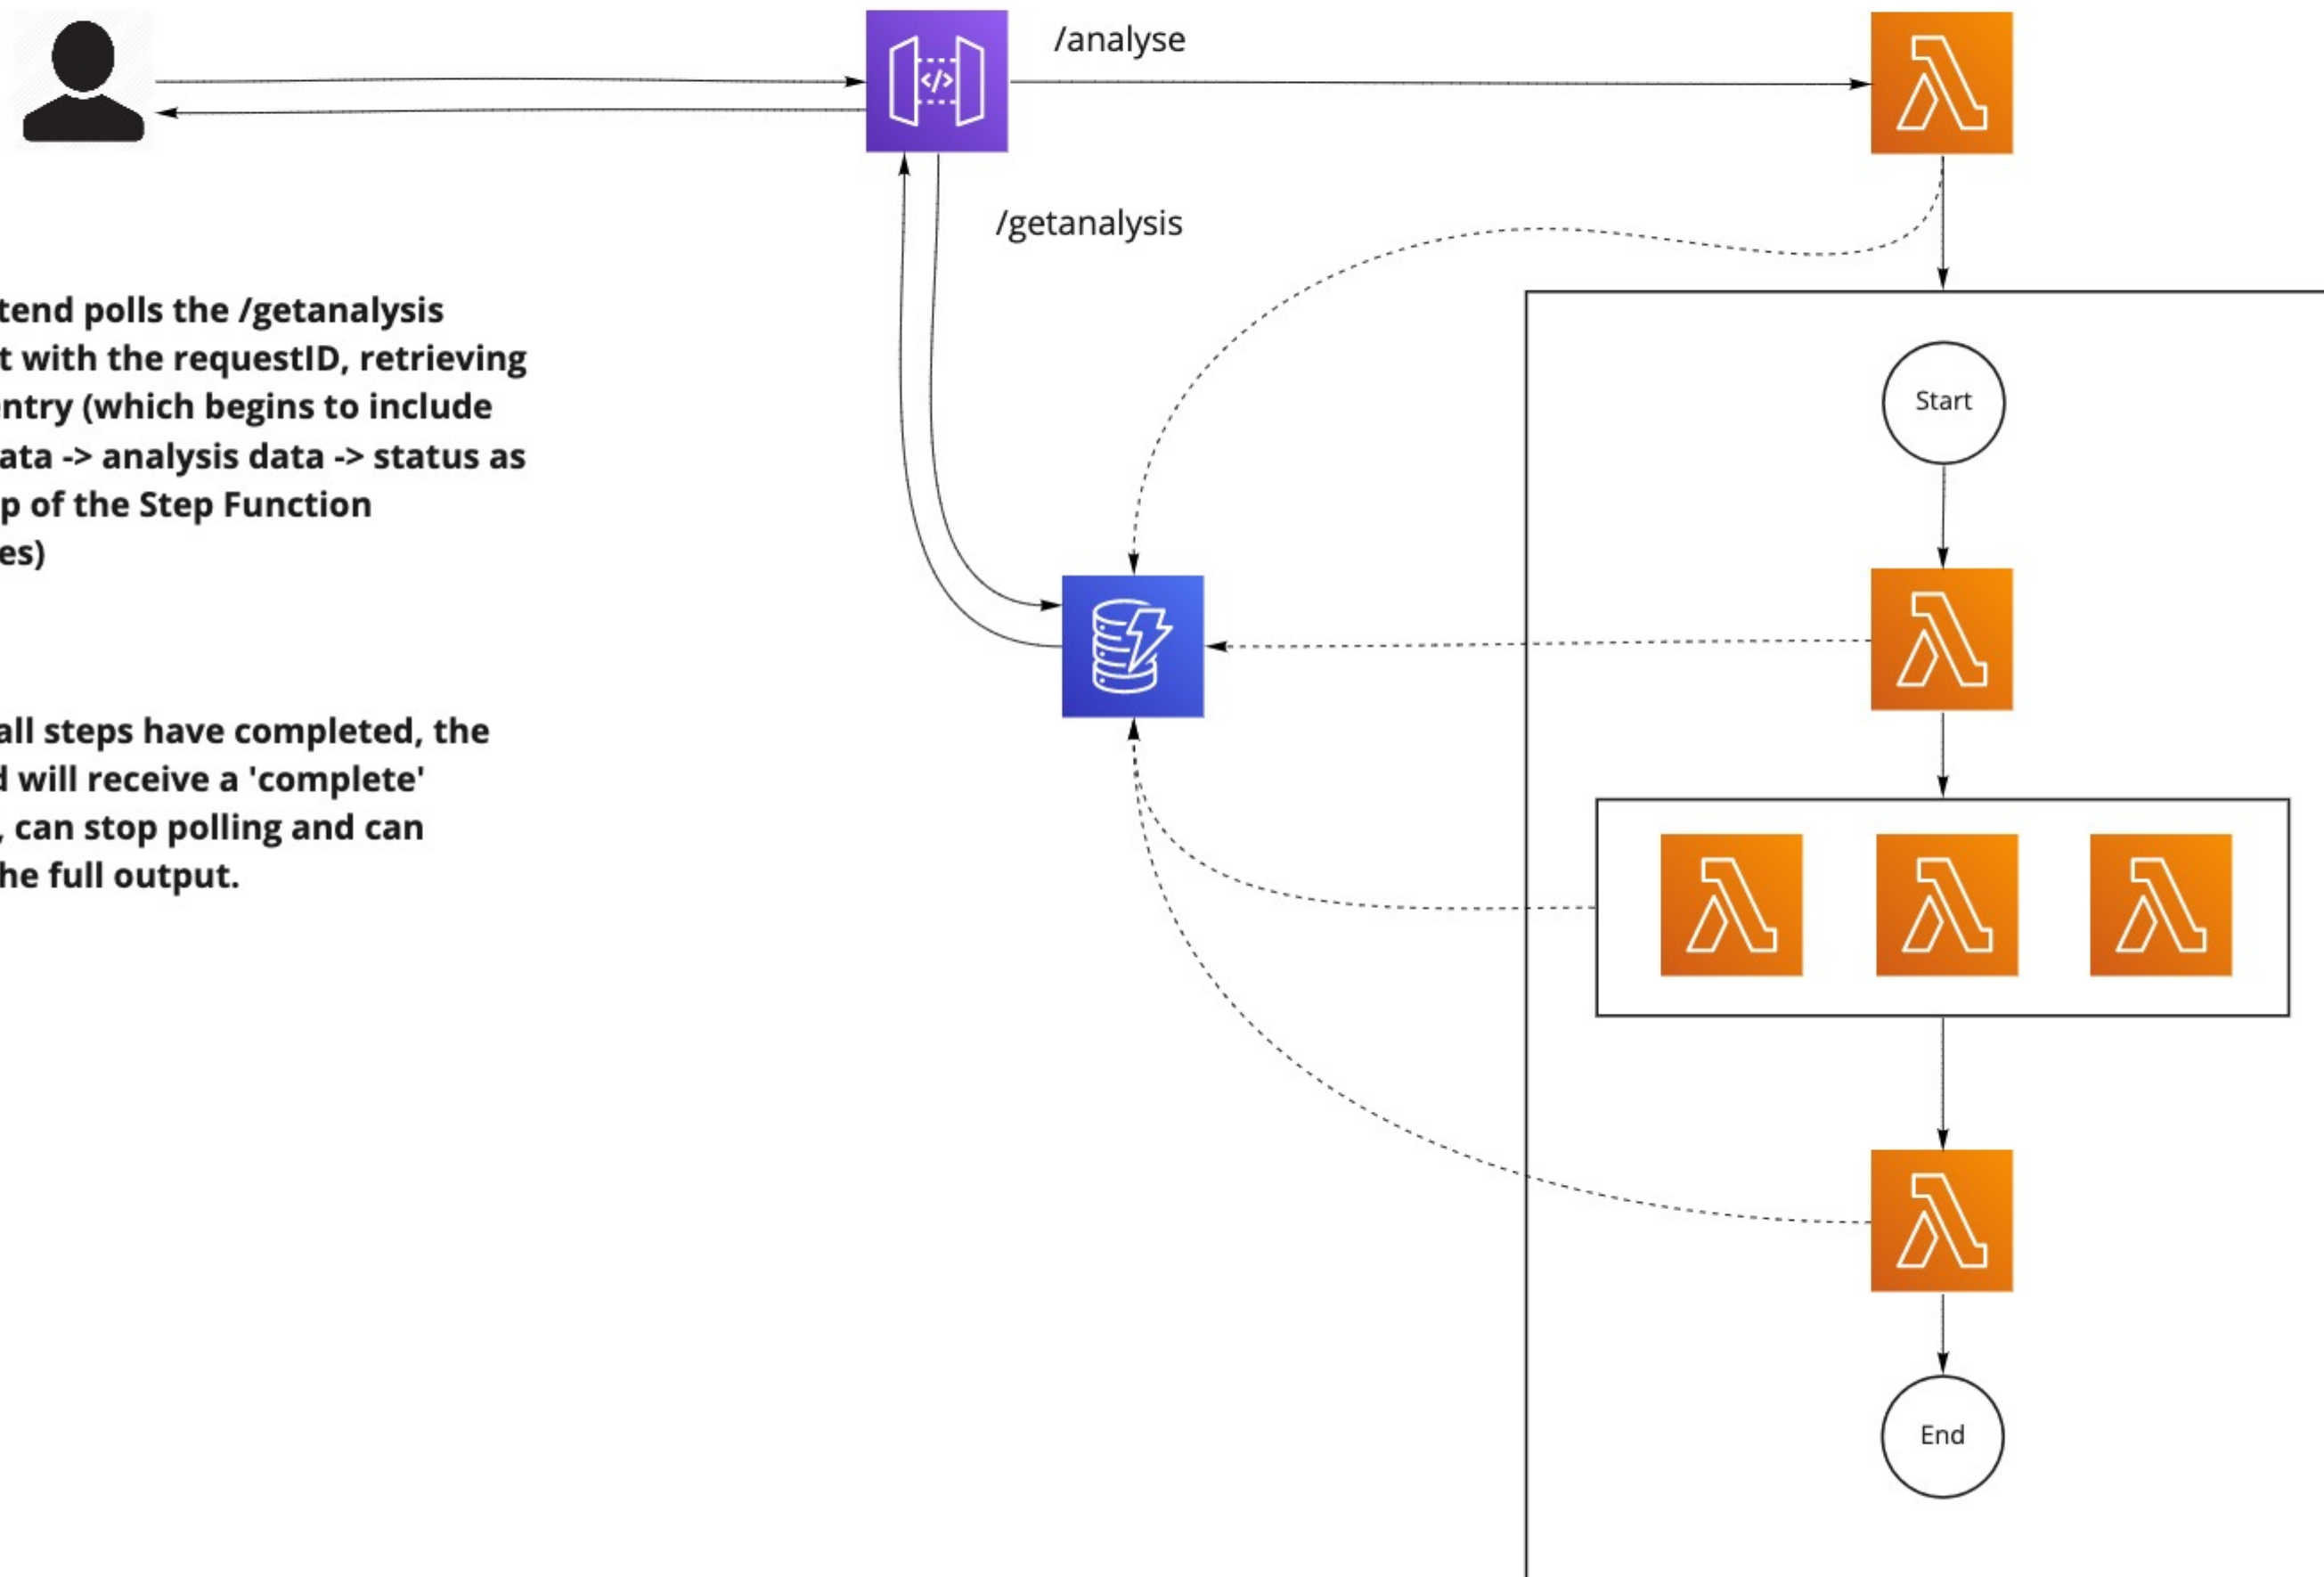 /analyse
/getanalysis
tend polls the /getanalysis
t with the requestID, retrieving
entry (which begins to include
ata -> analysis data -> status as
p of the Step Function
es)
Start
all steps have completed, the
d will receive a 'complete'
, can stop polling and can
he full output.
End